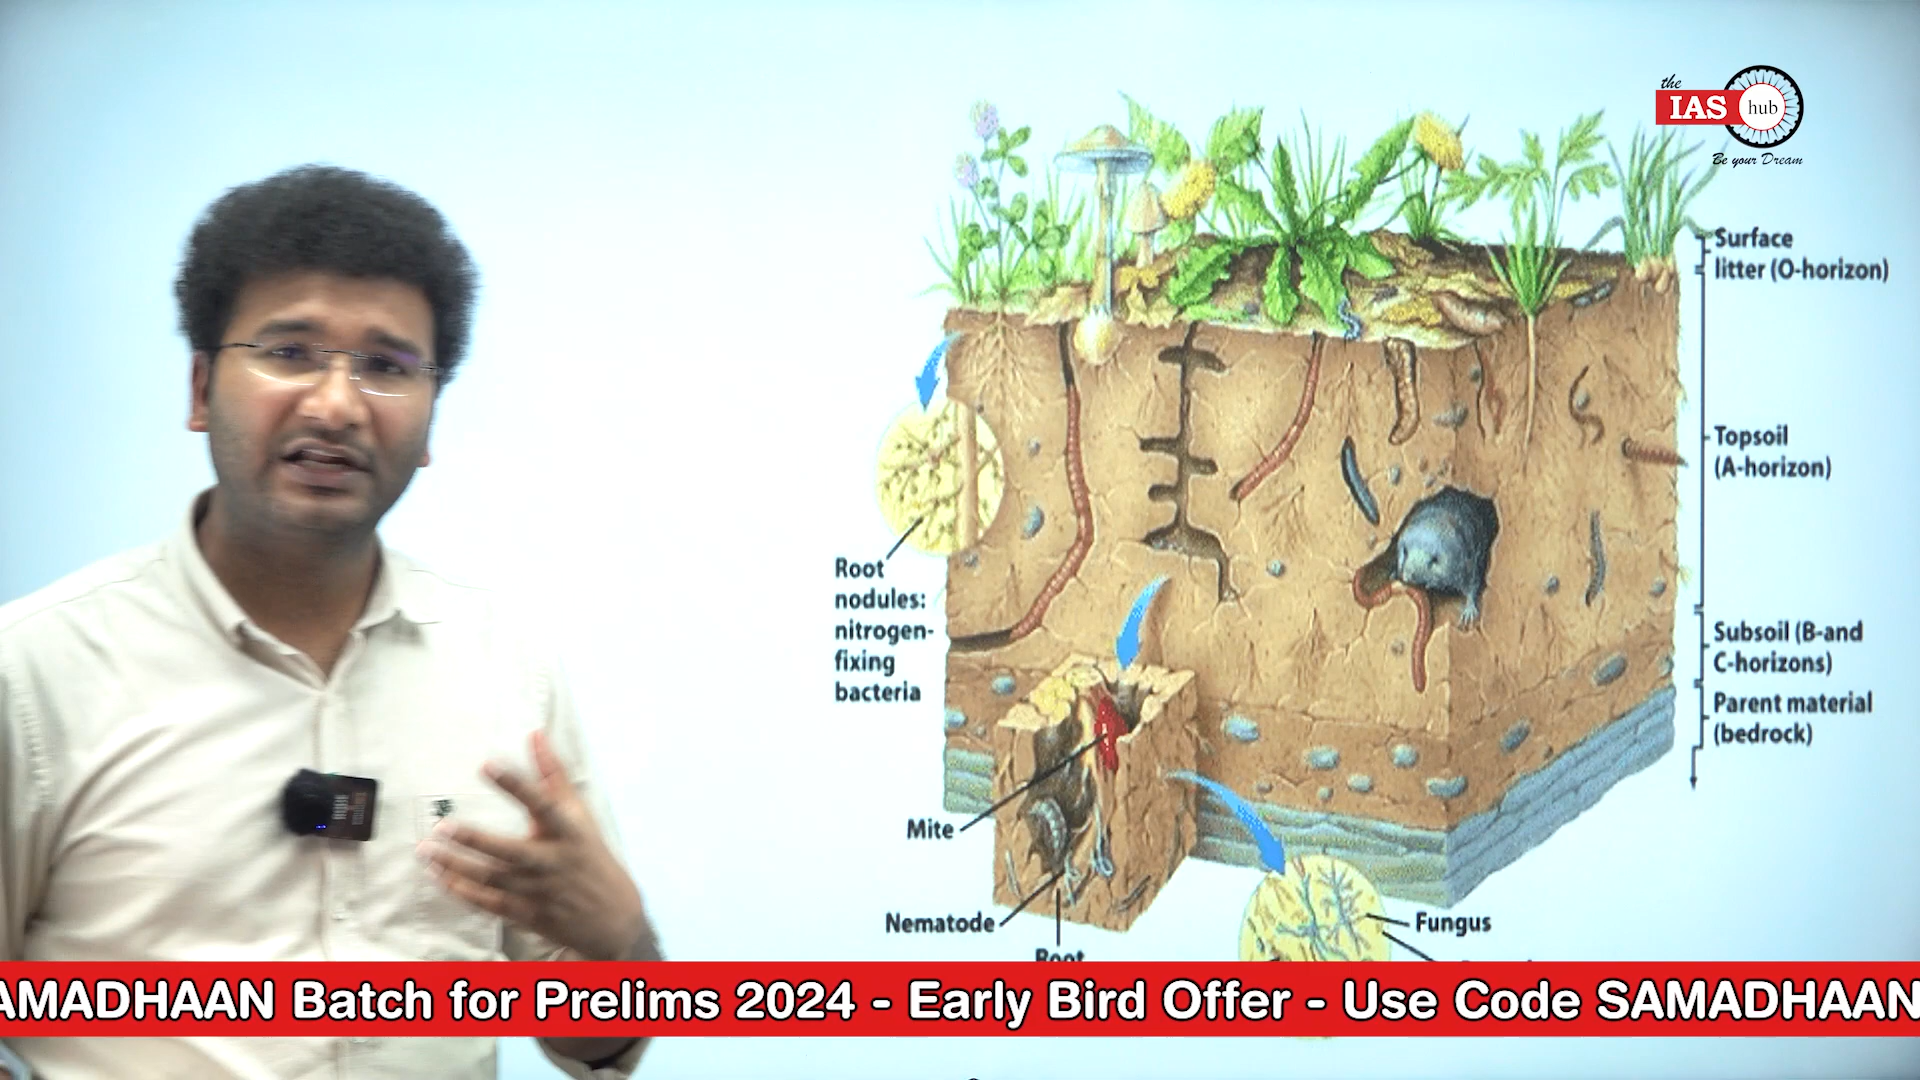 the
IAS hub
Be your Dream
Surface
litter (O-horizon)
Topsoil
(A-horizon)
Subsoil (B-and
C-horizons)
Parent material
(bedrock)
Root
nodules:
nitrogen-
fixing
bacteria
Mite
Nematode
Root
Fungus
AMADHAAN Batch for Prelims 2024 - Early Bird Offer - Use Code SAMADHAAN